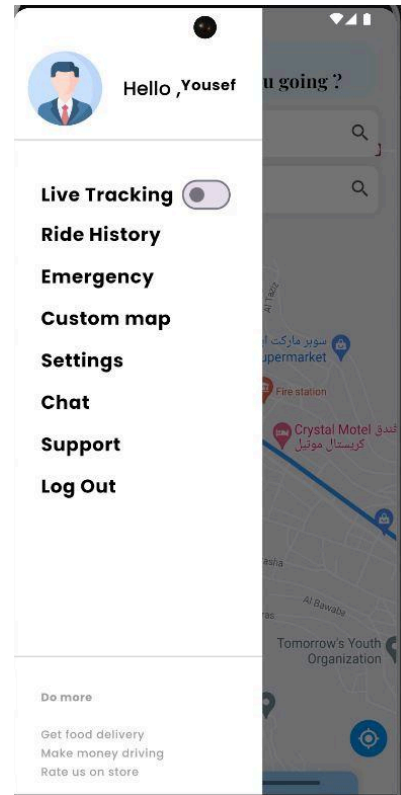 Hello ,Yousef
u going ?
Live Tracking
Ride History
Emergency
Custom map
Settings
Chat
Support
Log Out
Al Taziz
سوبر ماركت
upermarket
Fire station
Crystal Motel فندق
كريستال موتيل
Al Bawaba
Tomorrow's Youth
Organization
Do more
Get food delivery
Make money driving
Rate us on store